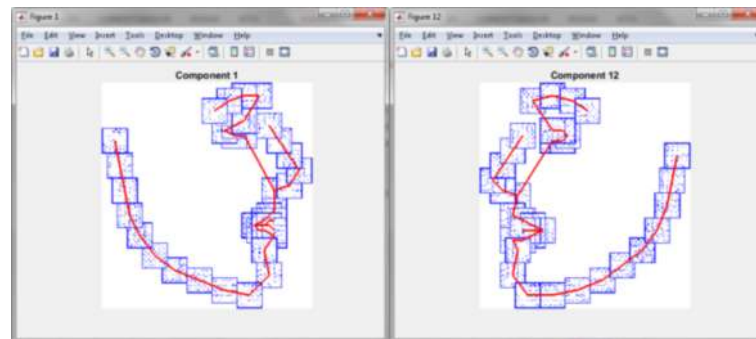 Figure 1
File Edit View Insert Tools Desktop Window Help
Component 1
Figure 12
File Edit View Insert Tools Desktop Window Help
Component 12